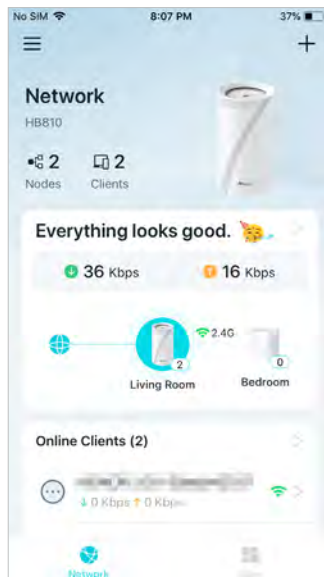 No SIM 8:07 PM 37%
+
Network
HB810
2 2
Nodes Clients
Everything looks good.
36 Kbps 16 Kbps
2.4G
2 0
Living Room Bedroom
Online Clients (2)
↓ 0 Kbps ↑ 0 Kbps
Network